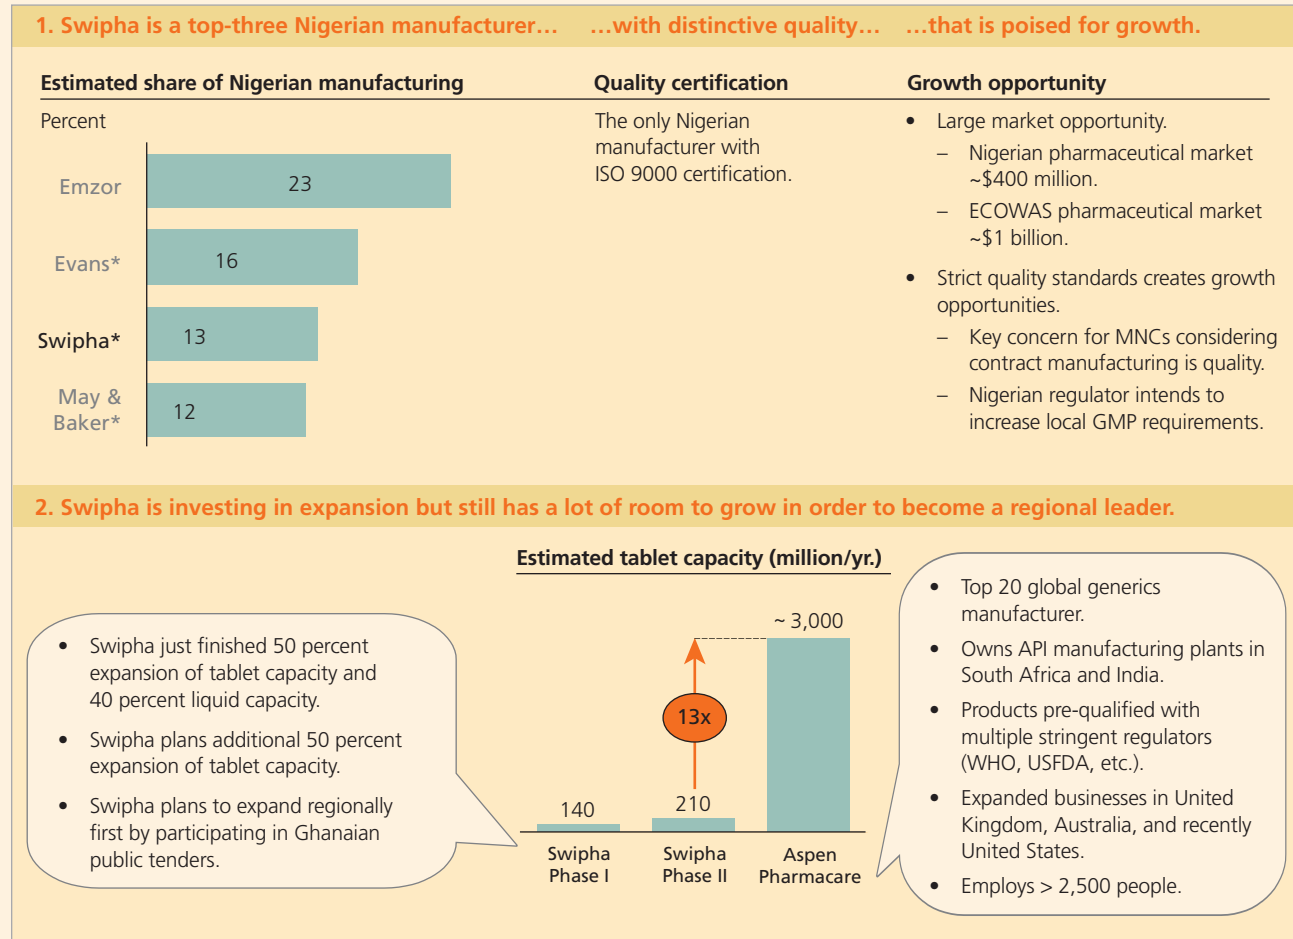 1. Swipha is a top-three Nigerian manufacturer… …with distinctive quality… …that is poised for growth.
Estimated share of Nigerian manufacturing
Percent
Emzor
23
Evans*
16
Swipha*
13
May &
Baker*
12
Quality certification
The only Nigerian
manufacturer with
ISO 9000 certification.
Growth opportunity
• Large market opportunity.
– Nigerian pharmaceutical market
~$400 million.
– ECOWAS pharmaceutical market
~$1 billion.
• Strict quality standards creates growth
opportunities.
– Key concern for MNCs considering
contract manufacturing is quality.
– Nigerian regulator intends to
increase local GMP requirements.
2. Swipha is investing in expansion but still has a lot of room to grow in order to become a regional leader.
• Swipha just finished 50 percent
expansion of tablet capacity and
40 percent liquid capacity.
• Swipha plans additional 50 percent
expansion of tablet capacity.
• Swipha plans to expand regionally
first by participating in Ghanaian
public tenders.
Estimated tablet capacity (million/yr.)
~ 3,000
13x
140
210
Swipha
Phase I
Swipha
Phase II
Aspen
Pharmacare
• Top 20 global generics
manufacturer.
• Owns API manufacturing plants in
South Africa and India.
• Products pre-qualified with
multiple stringent regulators
(WHO, USFDA, etc.).
• Expanded businesses in United
Kingdom, Australia, and recently
United States.
• Employs > 2,500 people.